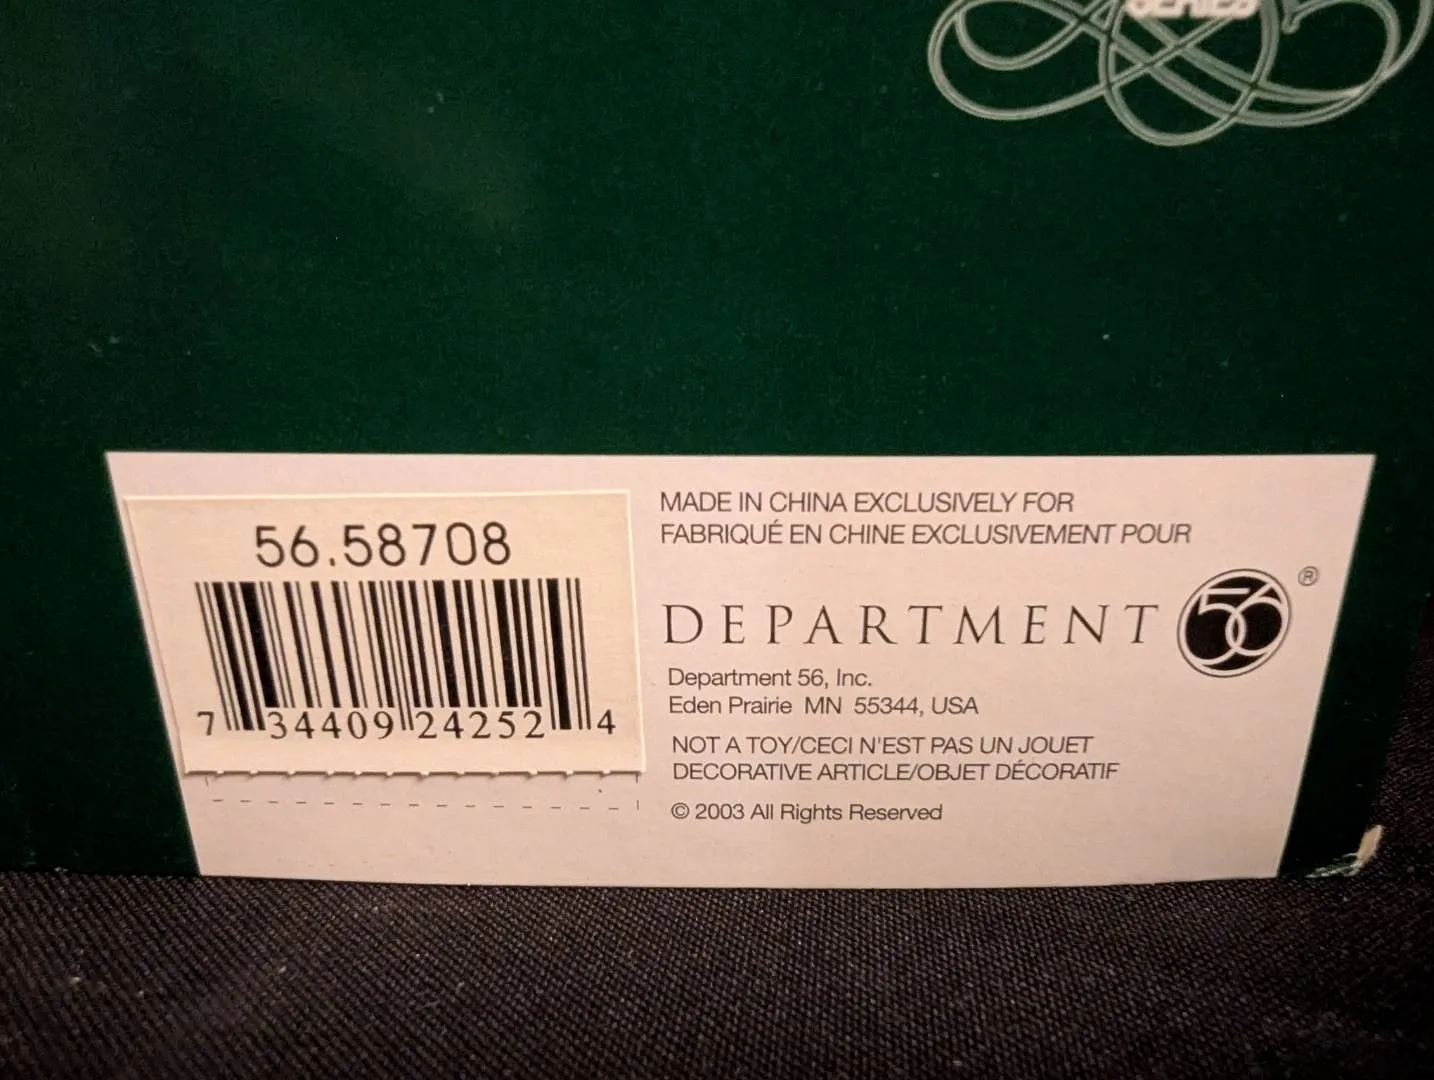 SERIES
56.58708
7 34409 24252 4
MADE IN CHINA EXCLUSIVELY FOR
FABRIQUÉ EN CHINE EXCLUSIVEMENT POUR
DEPARTMENT 56 ®
Department 56, Inc.
Eden Prairie MN 55344, USA
NOT A TOY/CECI N'EST PAS UN JOUET
DECORATIVE ARTICLE/OBJET DÉCORATIF
© 2003 All Rights Reserved